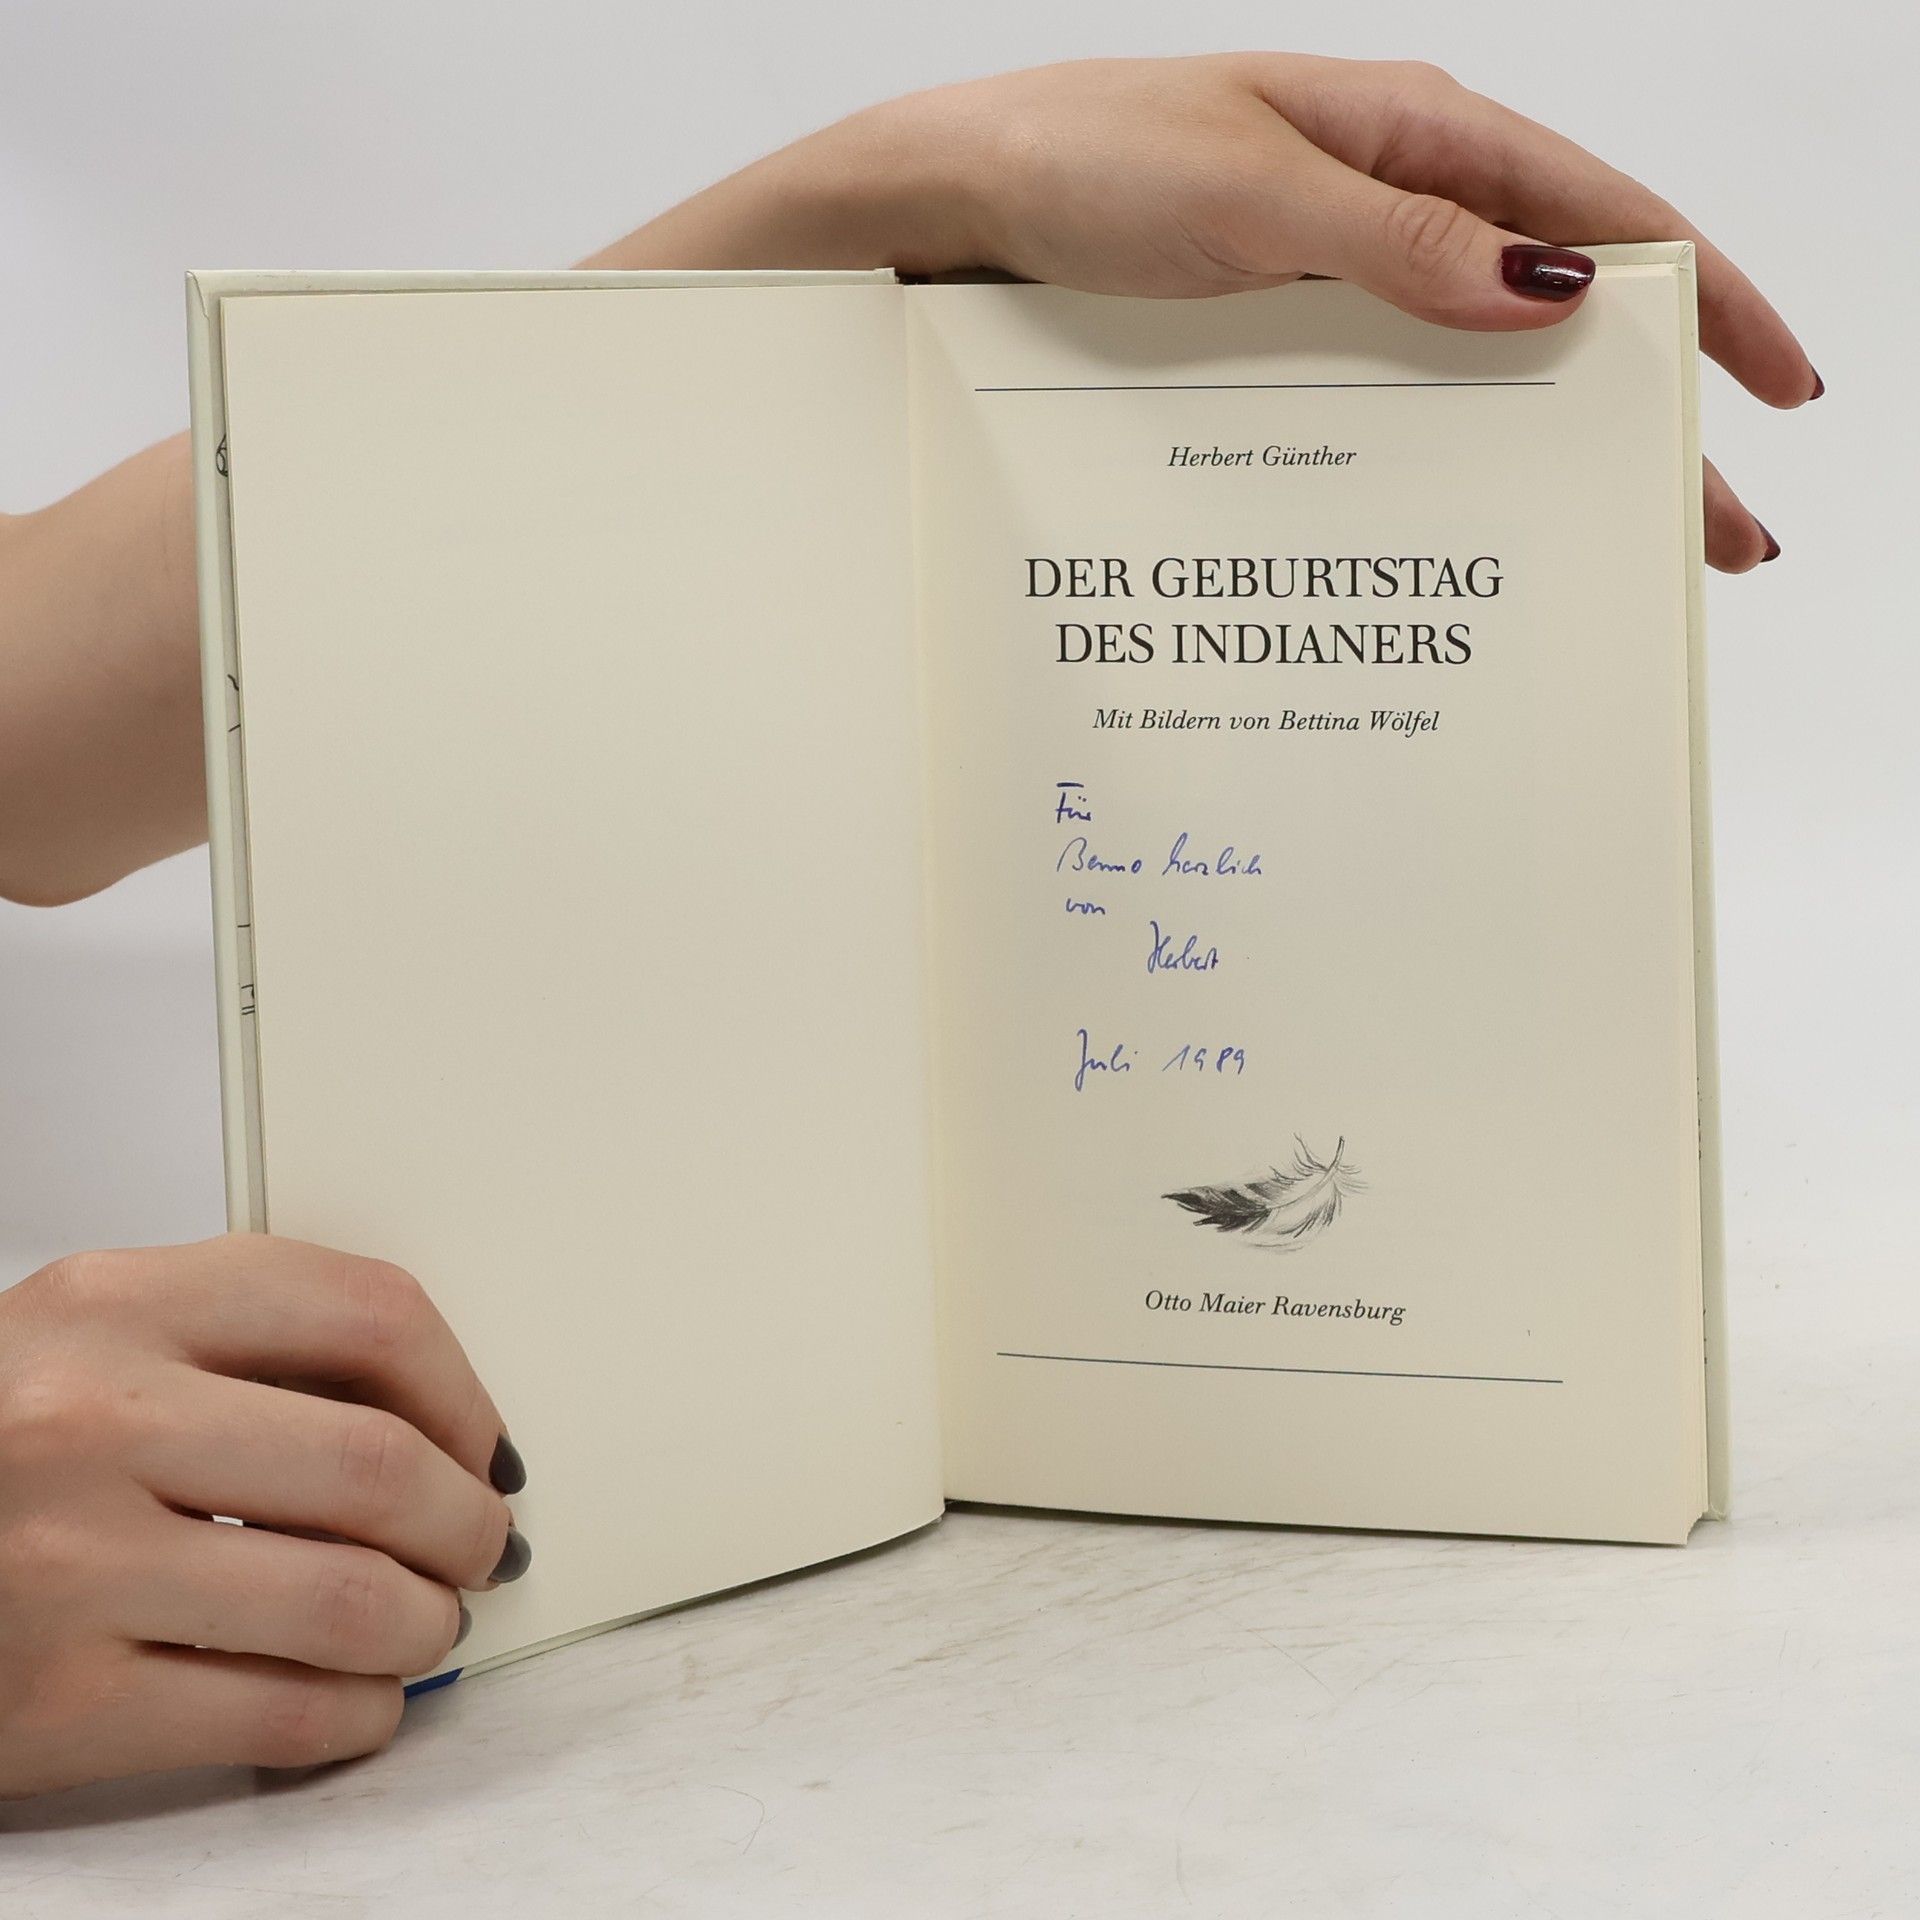 Herbert Günther
DER GEBURTSTAG
DES INDIANERS
Mit Bildern von Bettina Wölfel
Für
Benno herzlich
von
Herbert
Juli 1989
Otto Maier Ravensburg